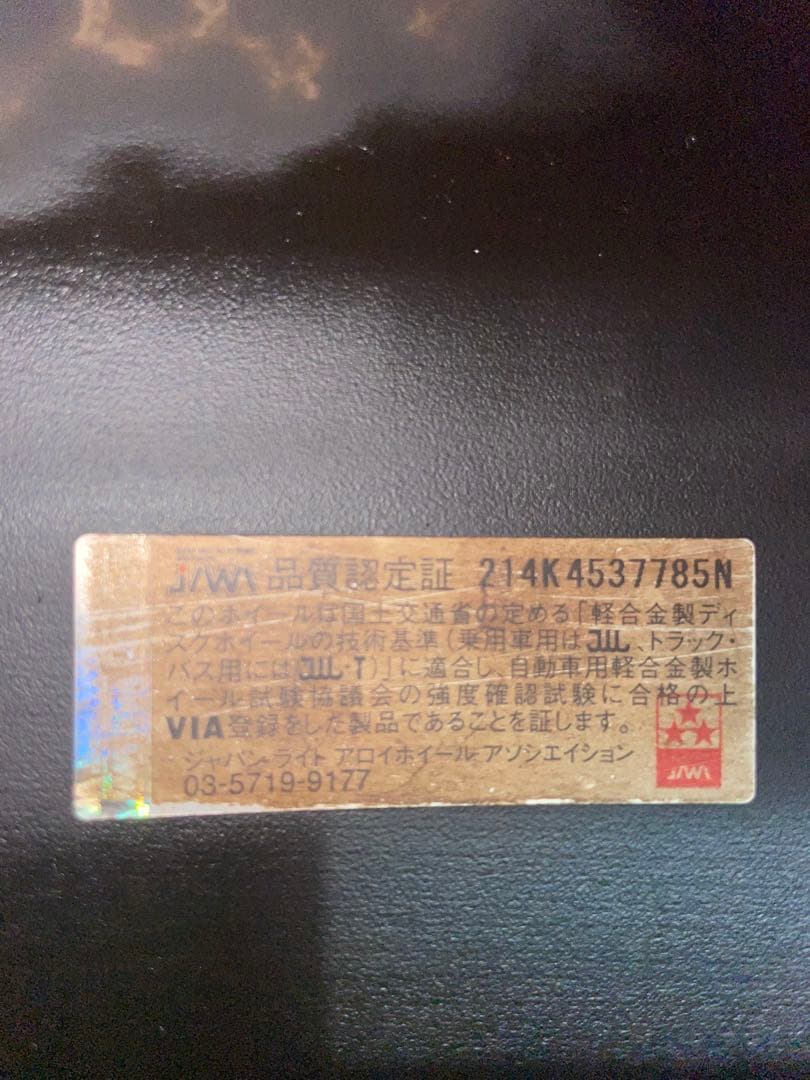 JAWA 品質認定証 214K4537785N
このホイールは国土交通省の定める「軽合金製ディ
スクホイールの技術基準(乗用車用はJWL、トラック・
バス用にはJWL・T)」に適合し、自動車用軽合金製ホ
イール試験協議会の強度確認試験に合格の上
VIA登録をした製品であることを証します。
ジャパン・ライト アロイホイール・アソシエイション
03-5719-9177
JAWA